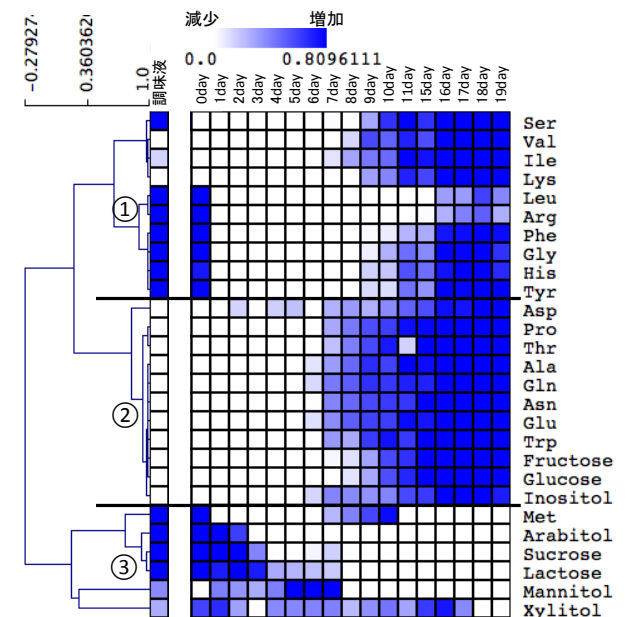 減少 増加
0.0 0.8096111
-0.27927
0.3603620
1.0
調味液 0day 1day 2day 3day 4day 5day 6day 7day 8day 9day 10day 11day 15day 16day 17day 18day 19day
Ser
Val
Ile
Lys
①
Leu
Arg
Phe
Gly
His
Tyr
Asp
Pro
Thr
Ala
Gln
②
Asn
Glu
Trp
Fructose
Glucose
Inositol
Met
Arabitol
③
Sucrose
Lactose
Mannitol
Xylitol